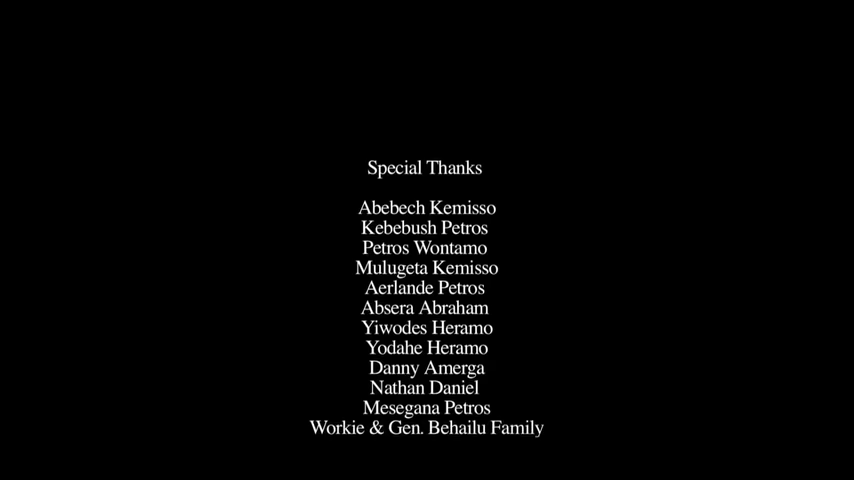 Special Thanks
Abebech Kemisso
Kebebush Petros
Petros Wontamo
Mulugeta Kemisso
Aerlande Petros
Absera Abraham
Yiwodes Heramo
Yodahe Heramo
Danny Amerga
Nathan Daniel
Mesegana Petros
Workie & Gen. Behailu Family